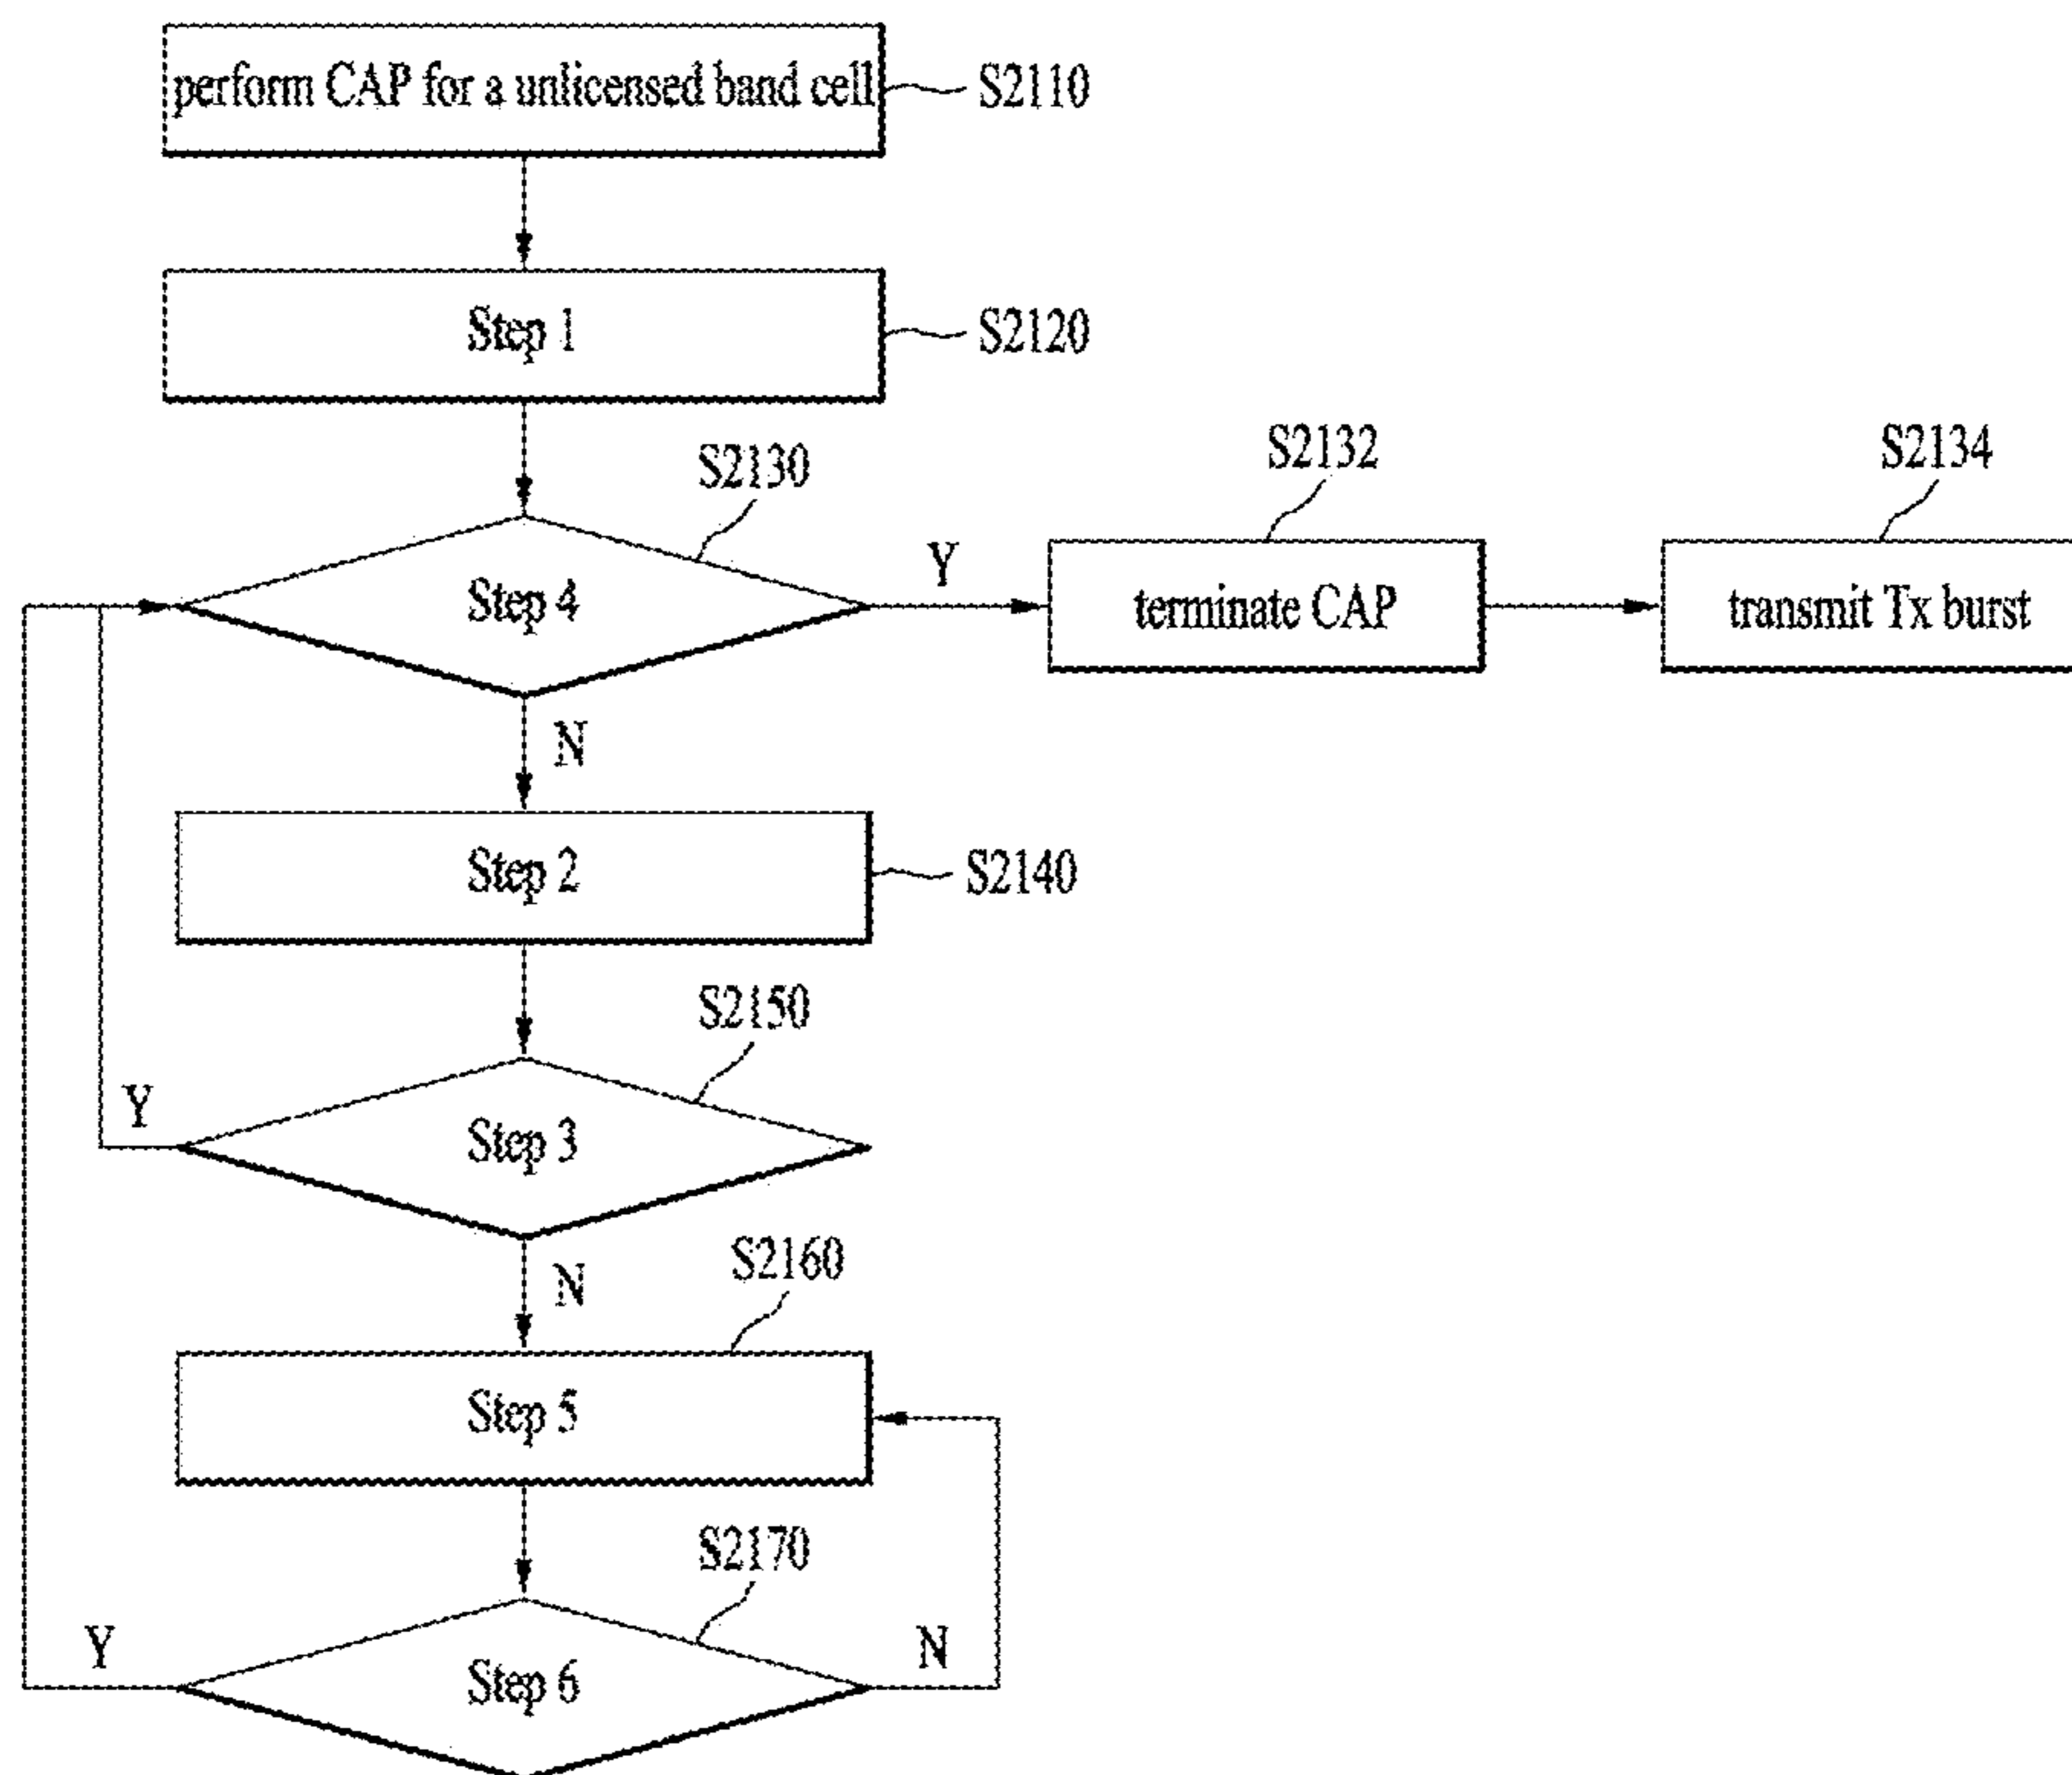 perform CAP for a unlicensed band cell
S2110
Step 1
S2120
S2130
S2132
S2134
Step 4
Y
terminate CAP
transmit Tx burst
N
Step 2
S2140
S2150
Y
Step 3
N
S2160
Step 5
S2170
Y
Step 6
N